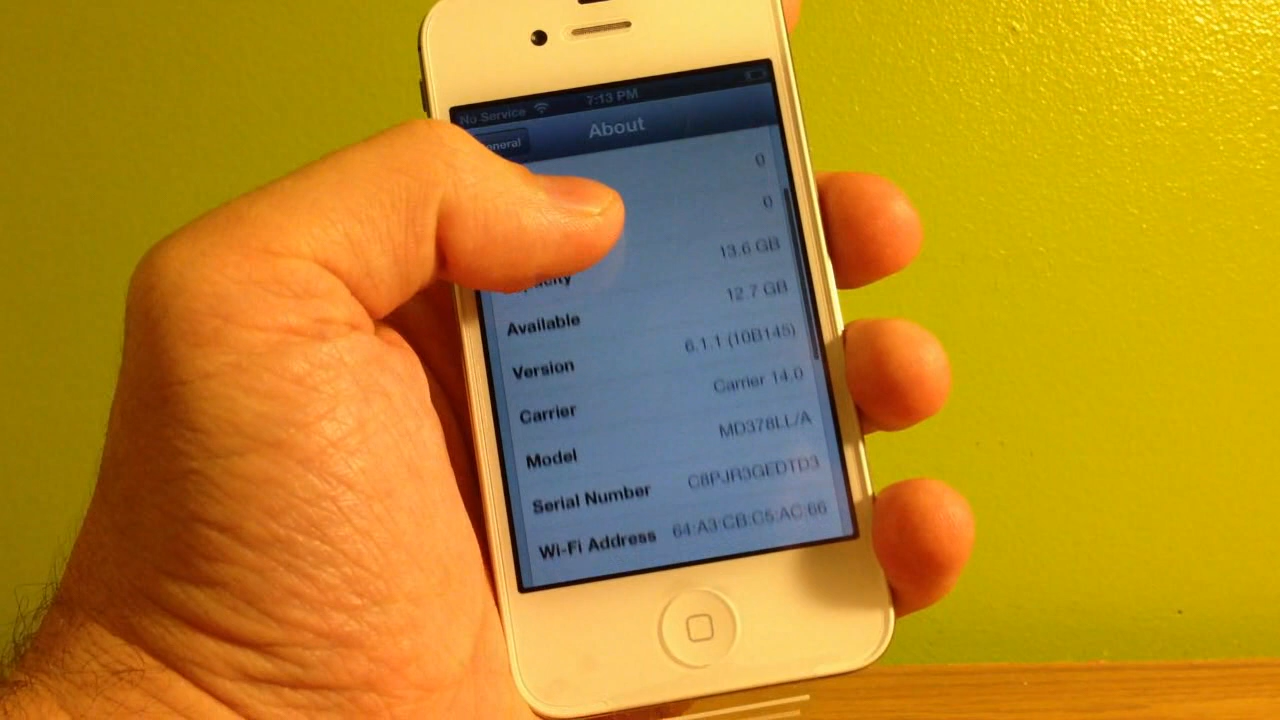 No Service 7:13 PM
General About
0
0
Capacity 13.6 GB
Available 12.7 GB
Version 6.1.1 (10B145)
Carrier Carrier 14.0
Model MD378LL/A
Serial Number C8PJR3GEDTD3
Wi-Fi Address 64:A3:CB:C5:AC:66